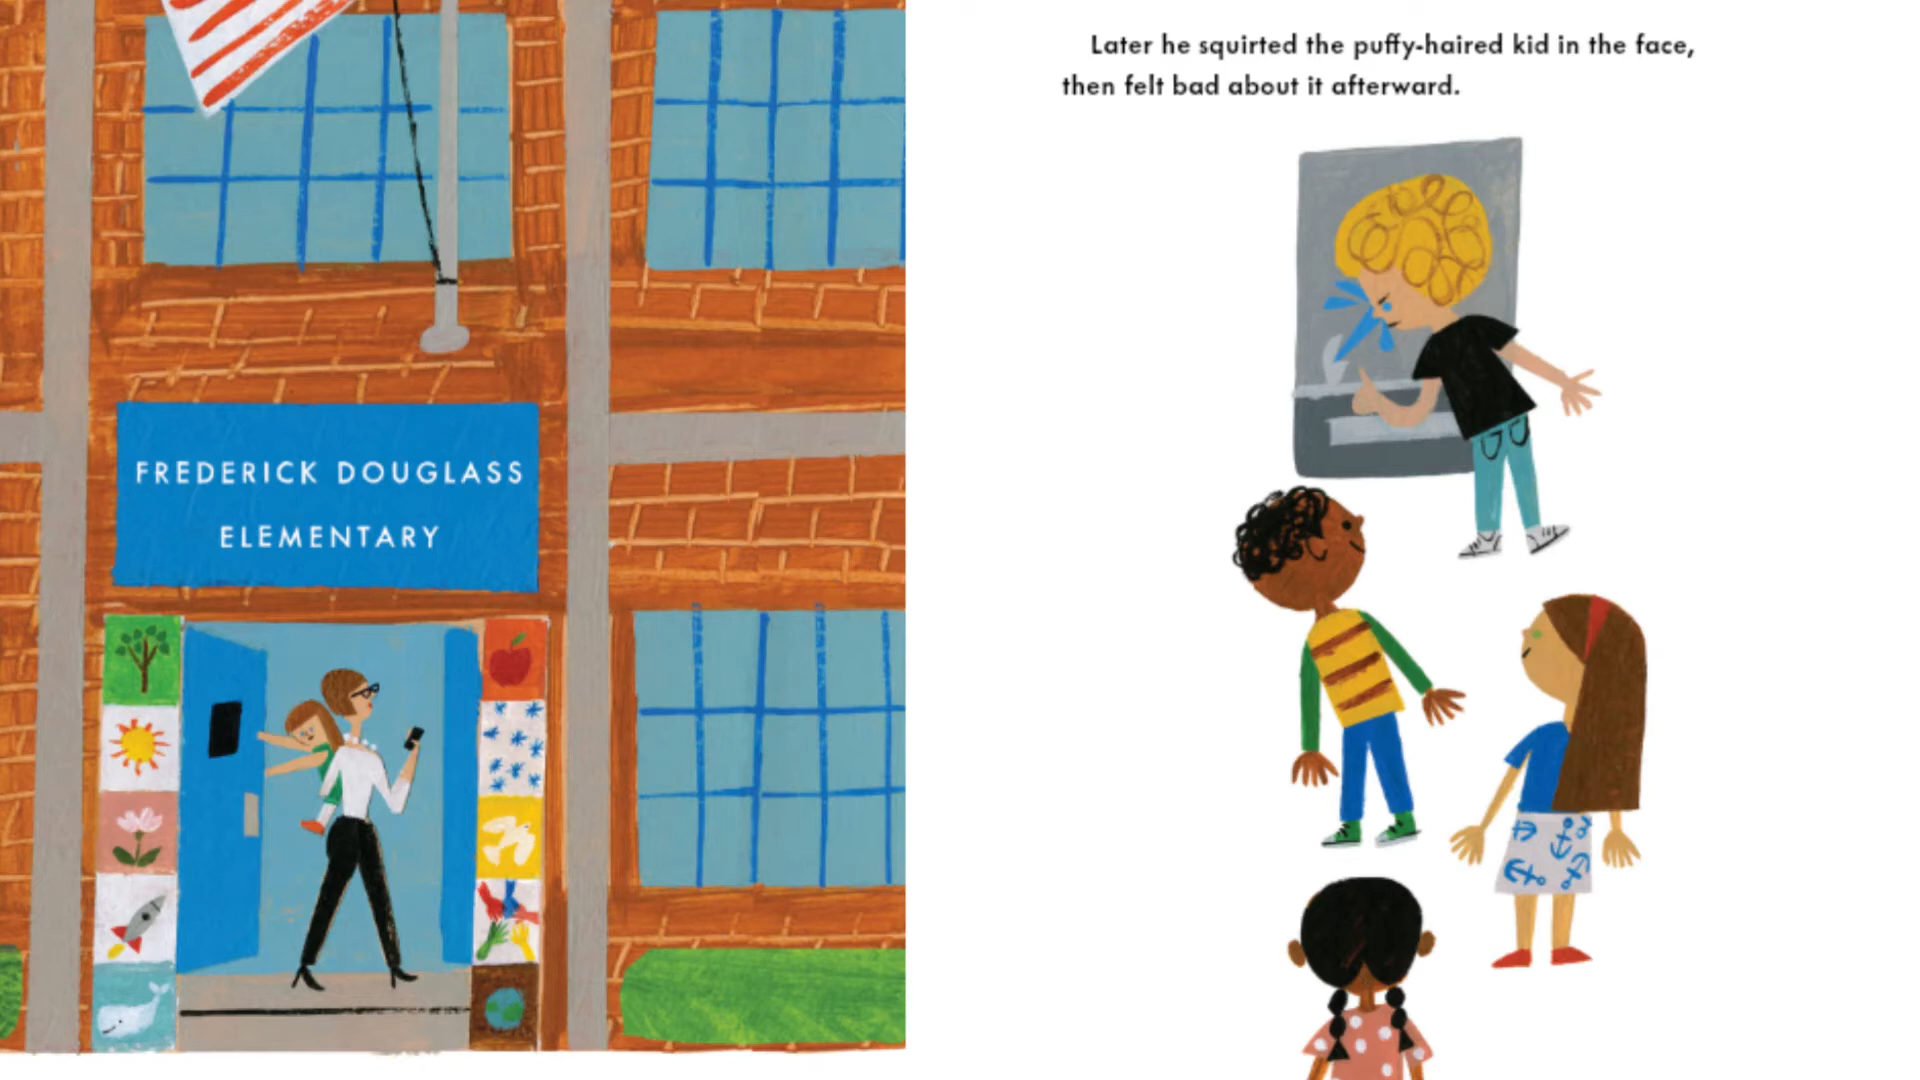 FREDERICK DOUGLASS
ELEMENTARY
Later he squirted the puffy-haired kid in the face,
then felt bad about it afterward.